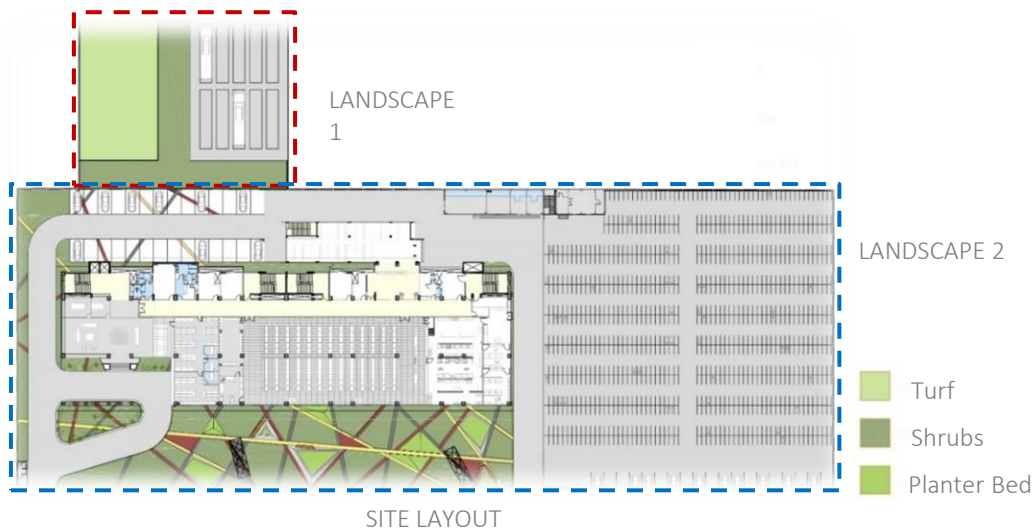 LANDSCAPE
1
LANDSCAPE 2
Turf
Shrubs
Planter Bed
SITE LAYOUT